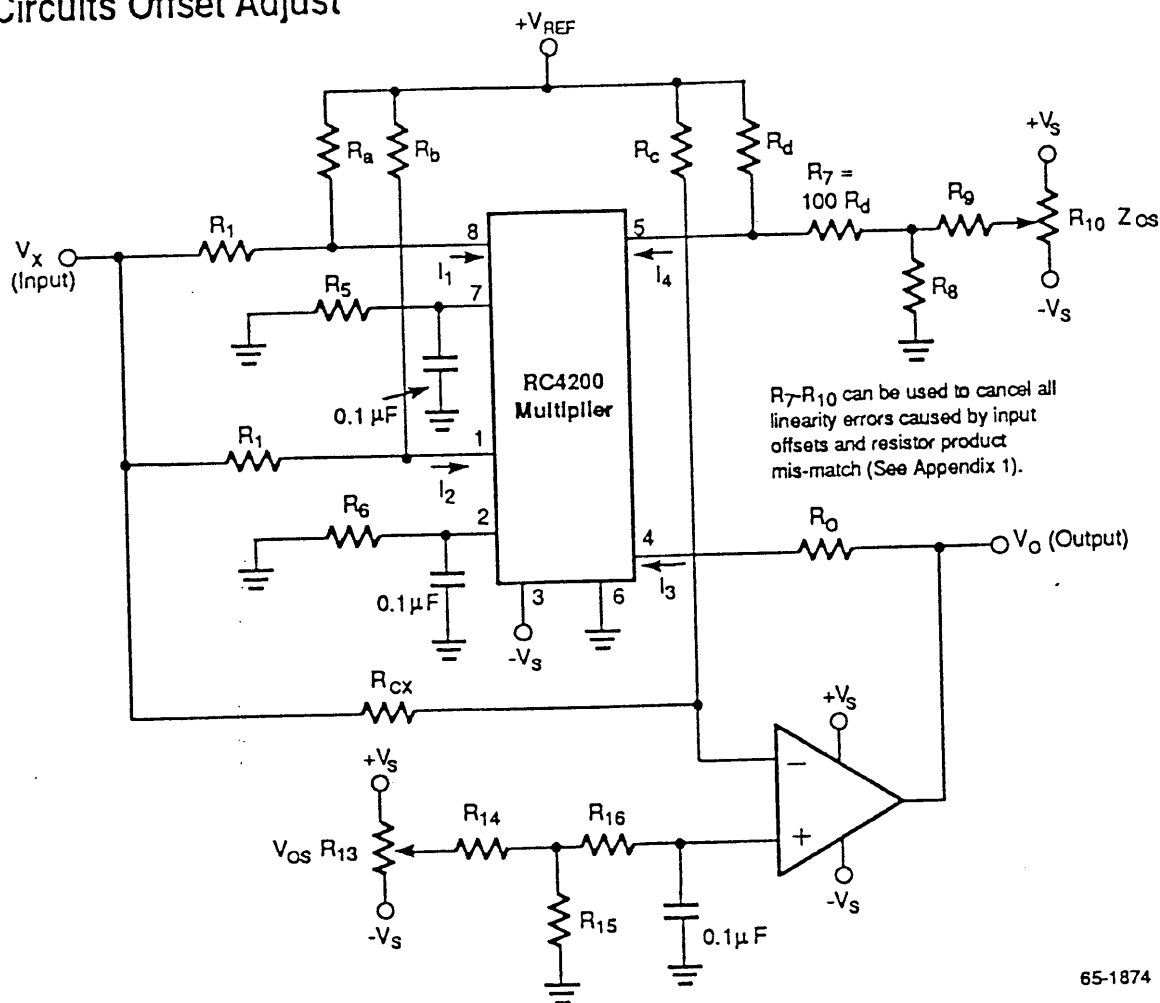 Circuits Offset Adjust
+VREF
Ra
Rb
Rc
Rd
R7 =
100 Rd
R9
+VS
R10 ZOS
-VS
R8
VX
(Input)
R1
8
I1
5
I4
R5
7
0.1 μF
RC4200
Multiplier
R7-R10 can be used to cancel all
linearity errors caused by input
offsets and resistor product
mis-match (See Appendix 1).
R1
1
I2
R6
2
0.1μF
3
-VS
6
4
I3
RO
VO (Output)
RCX
+VS
−
+
-VS
+VS
VOS R13
-VS
R14
R16
R15
0.1μF
65-1874